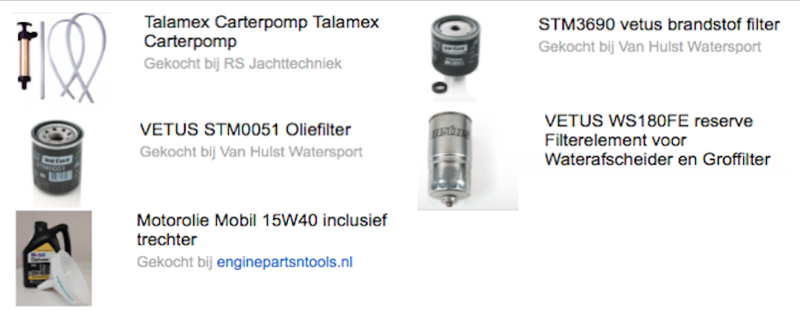 Talamex Carterpomp Talamex
Carterpomp
Gekocht bij RS Jachttechniek
VETUS STM0051 Oliefilter
Gekocht bij Van Hulst Watersport
Motorolie Mobil 15W40 inclusief
trechter
Gekocht bij enginepartsntools.nl
STM3690 vetus brandstof filter
Gekocht bij Van Hulst Watersport
VETUS WS180FE reserve
Filterelement voor
Waterafscheider en Groffilter
vetus